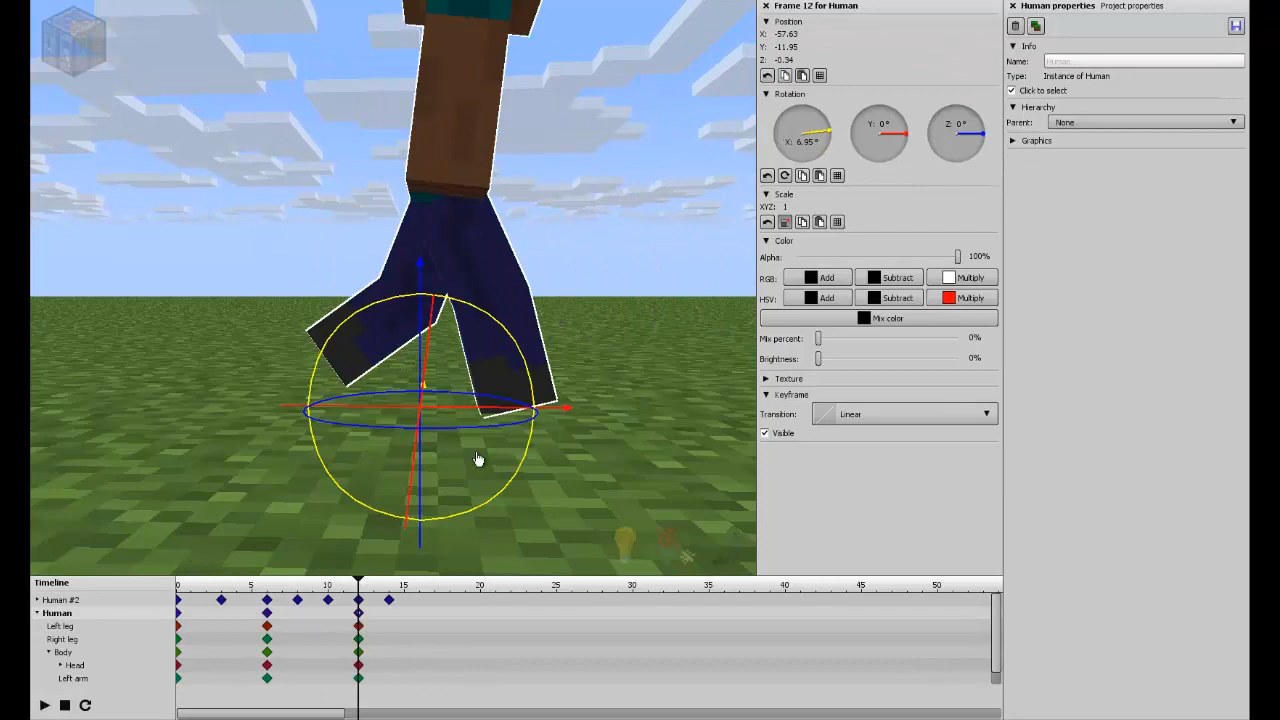 Frame 12 for Human
Position
X: -57.63
Y: -11.95
Z: -0.34
Rotation
X: 6.95°
Y: 0°
Z: 0°
Scale
XYZ: 1
Color
Alpha: 100%
RGB: Add Subtract Multiply
HSV: Add Subtract Multiply
Mix color
Mix percent: 0%
Brightness: 0%
Texture
Keyframe
Transition: Linear
Visible
Human properties Project properties
Info
Name: Human
Type: Instance of Human
Click to select
Hierarchy
Parent: None
Graphics
Timeline
0 5 10 15 20 25 30 35 40 45 50
Human #2
Human
Left leg
Right leg
Body
Head
Left arm